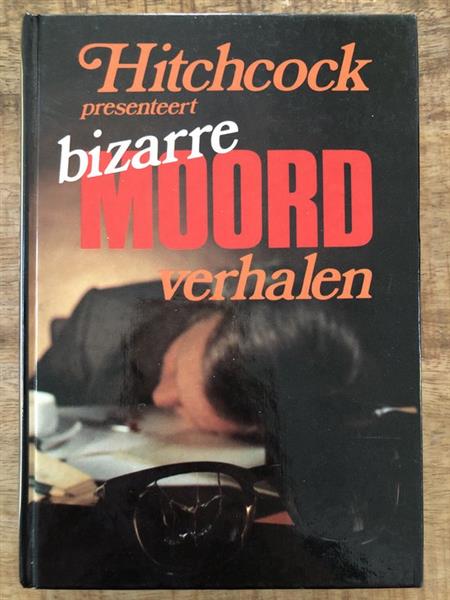 Hitchcock
presenteert
bizarre
MOORD
verhalen